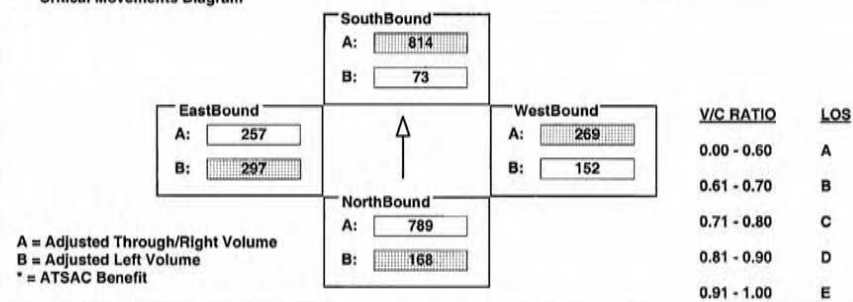 Critical Movements Diagram
SouthBound
A: 814
B: 73
EastBound
A: 257
B: 297
WestBound
A: 269
B: 152
NorthBound
A: 789
B: 168
A = Adjusted Through/Right Volume
B = Adjusted Left Volume
* = ATSAC Benefit
V/C RATIO LOS
0.00 - 0.60 A
0.61 - 0.70 B
0.71 - 0.80 C
0.81 - 0.90 D
0.91 - 1.00 E